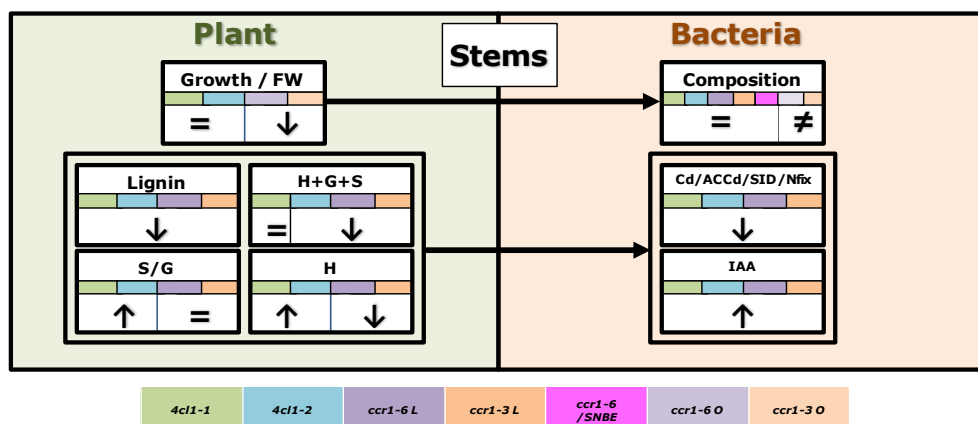 Plant
Stems
Bacteria
Growth / FW
= ↓
Composition
= ≠
Lignin
↓
H+G+S
= ↓
S/G
↑ =
H
↑ ↓
Cd/ACCd/SID/Nfix
↓
IAA
↑
4cl1-1
4cl1-2
ccr1-6 L
ccr1-3 L
ccr1-6
/SNBE
ccr1-6 O
ccr1-3 O